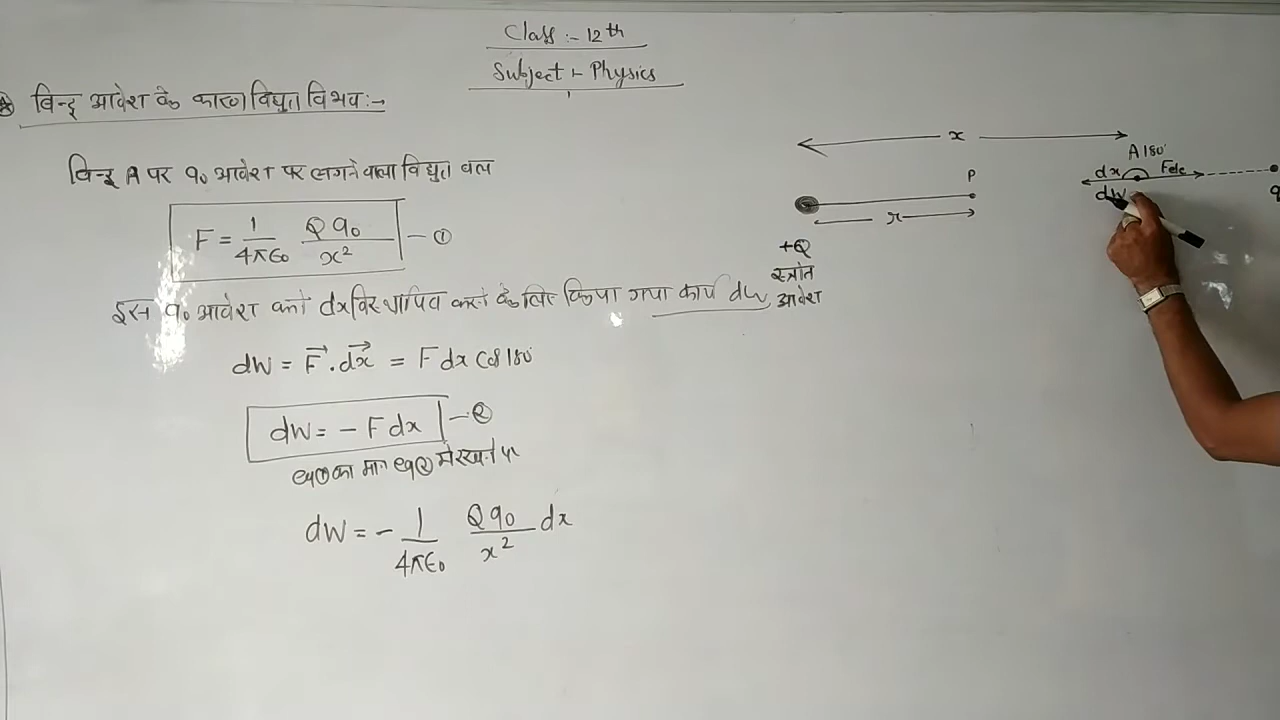 Class :- 12th
Subject :- Physics
बिन्दु आवेश के कारण विद्युत विभव :-
बिन्दु A पर q₀ आवेश पर लगने वाला विद्युत बल
F = 1/4πϵ₀ Qq₀/x² - ①
इस q₀ आवेश को dx विस्थापित करने के लिए किया गया कार्य dW,
dW = F⃗ . dx⃗ = F dx Cos 180°
dW = - F dx - ②
eq① का मान eq② में रखने पर
dW = - 1/4πϵ₀ Qq₀/x² dx
x
A 180°
dx Fele
dW
P
r
+Q
स्त्रोत
आवेश
q